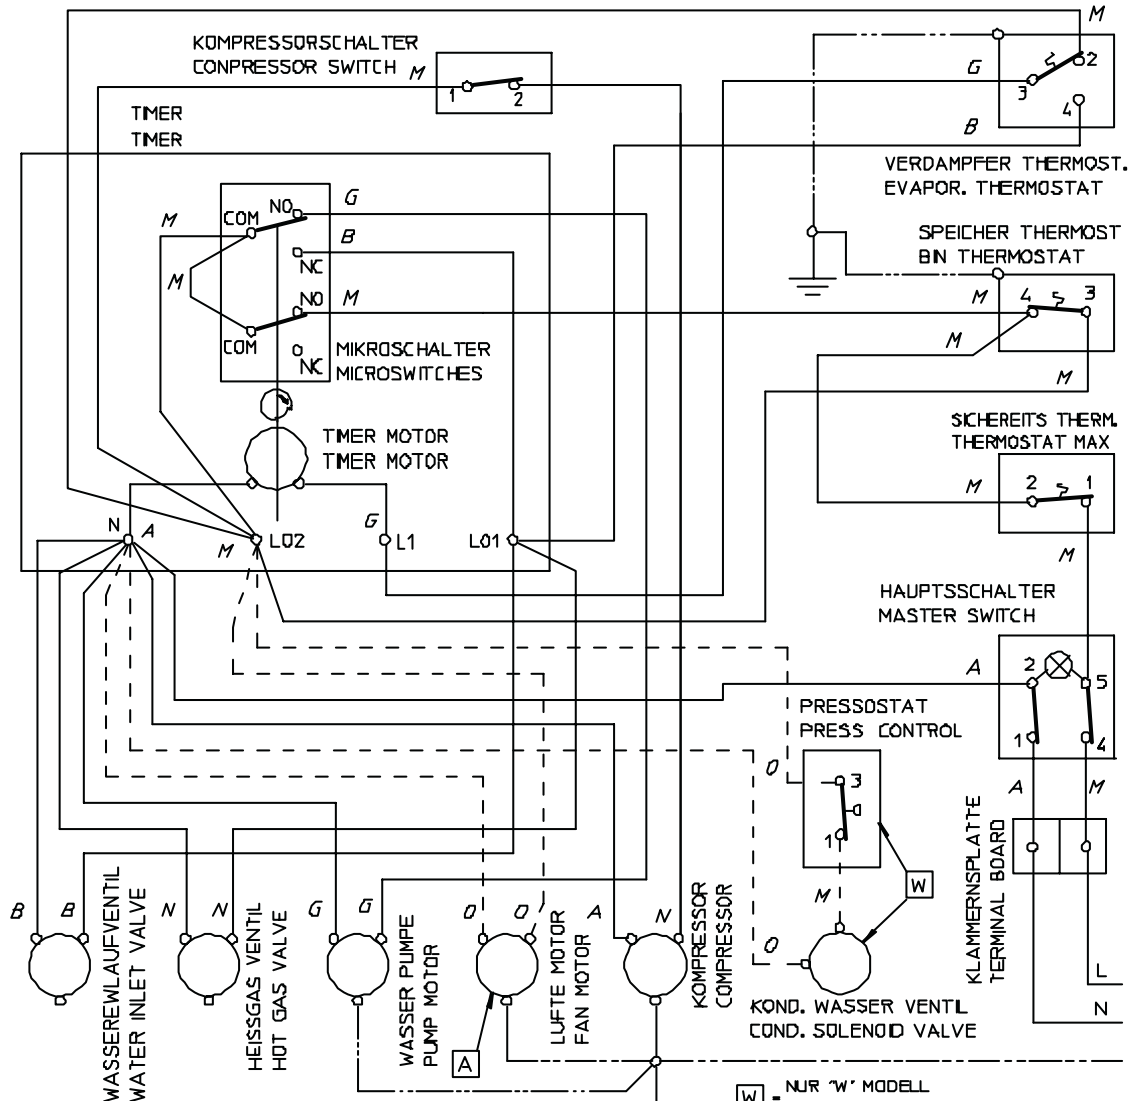 M
KOMPRESSORSCHALTER
CONPRESSOR SWITCH
M
1
2
G
2
3
4
TIMER
TIMER
B
VERDAMPFER THERMOST.
EVAPOR. THERMOSTAT
NO
G
M
COM
B
NC
SPEICHER THERMOST
BIN THERMOSTAT
M
NO
M
M
4
3
COM
NC
MIKROSCHALTER
MICROSWITCHES
M
M
TIMER MOTOR
TIMER MOTOR
SICHEREITS THERM.
THERMOSTAT MAX
M
2
1
G
N
A
M
L02
L1
L01
M
HAUPTSSCHALTER
MASTER SWITCH
A
2
5
PRESSOSTAT
PRESS CONTROL
1
4
O
3
1
A
M
KLAMMERNSPLATTE
TERMINAL BOARD
W
M
B
B
N
N
G
G
O
O
A
N
O
WASSEREWLAUFVENTIL
WATER INLET VALVE
HEISSGAS VENTIL
HOT GAS VALVE
WASSER PUMPE
PUMP MOTOR
LUFTE MOTOR
FAN MOTOR
KOMPRESSOR
COMPRESSOR
L
N
KOND. WASSER VENTIL
COND. SOLENOID VALVE
A
W = NUR "W" MODELL